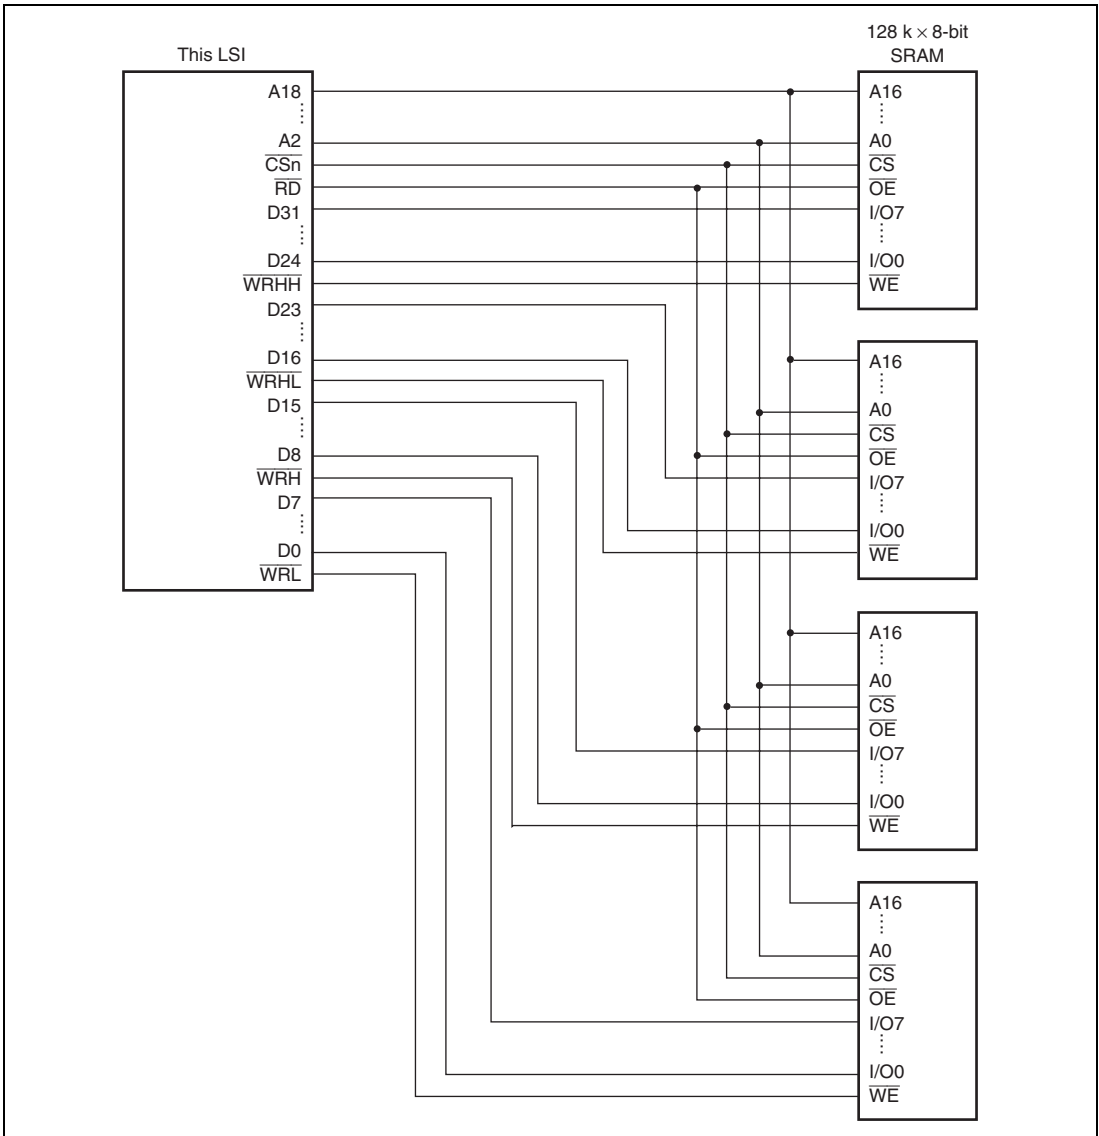 This LSI
A18
A2
CSn
RD
D31
D24
WRHH
D23
D16
WRHL
D15
D8
WRH
D7
D0
WRL
128 k × 8-bit
SRAM
A16
A0
CS
OE
I/O7
I/O0
WE
A16
A0
CS
OE
I/O7
I/O0
WE
A16
A0
CS
OE
I/O7
I/O0
WE
A16
A0
CS
OE
I/O7
I/O0
WE